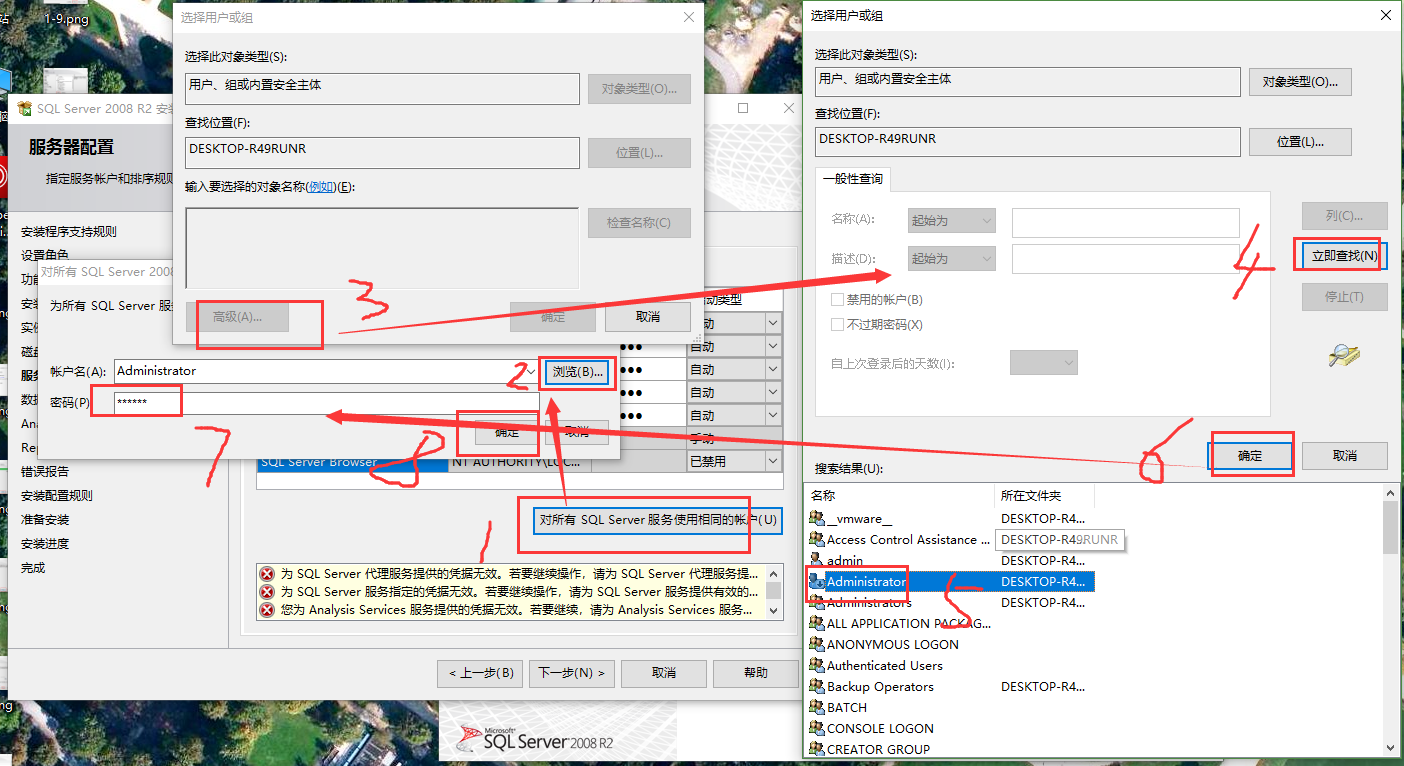 1-9.png
选择用户或组
选择此对象类型(S):
用户、组或内置安全主体
对象类型(O)...
查找位置(F):
DESKTOP-R49RUNR
位置(L)...
输入要选择的对象名称(例如)(E):
检查名称(C)
高级(A)...
确定
取消
3
SQL Server 2008 R2 安
服务器配置
指定服务帐户和排序规则
安装程序支持规则
设置角色
安装
磁盘
Ana
Rep
错误报告
安装配置规则
准备安装
安装进度
完成
对所有 SQL Server 2008
为所有 SQL Server 服
帐户名(A):
Administrator
2
浏览(B)...
密码(P)
******
7
8
确定
取消
动类型
动
●●● 自动
●●● 自动
●●● 自动
●●● 自动
手动
SQL Server Browser
NT AUTHORITY\LOC...
已禁用
对所有 SQL Server 服务使用相同的帐户(U)
1
为 SQL Server 代理服务提供的凭据无效。若要继续操作，请为 SQL Server 代理服务提...
为 SQL Server 服务指定的凭据无效。若要继续操作，请为 SQL Server 服务提供有效的...
您为 Analysis Services 服务提供的凭据无效。若要继续，请为 Analysis Services 服务...
< 上一步(B)
下一步(N) >
取消
帮助
Microsoft®
SQL Server 2008 R2
选择用户或组
选择此对象类型(S):
用户、组或内置安全主体
对象类型(O)...
查找位置(F):
DESKTOP-R49RUNR
位置(L)...
一般性查询
名称(A):
起始为
列(C)...
描述(D):
起始为
4
立即查找(N)
禁用的帐户(B)
停止(T)
不过期密码(X)
自上次登录后的天数(I):
6
确定
取消
搜索结果(U):
名称
所在文件夹
__vmware__
DESKTOP-R4...
Access Control Assistance ...
DESKTOP-R49RUNR
admin
DESKTOP-R4...
Administrator
DESKTOP-R4...
5
Administrators
DESKTOP-R4...
ALL APPLICATION PACKAG...
ANONYMOUS LOGON
Authenticated Users
Backup Operators
DESKTOP-R4...
BATCH
CONSOLE LOGON
CREATOR GROUP